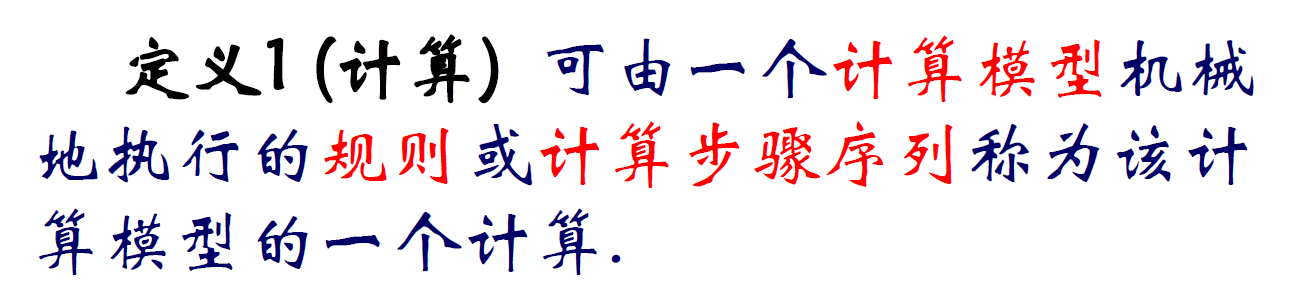 定义1(计算) 可由一个计算模型机械
地执行的规则或计算步骤序列称为该计
算模型的一个计算.